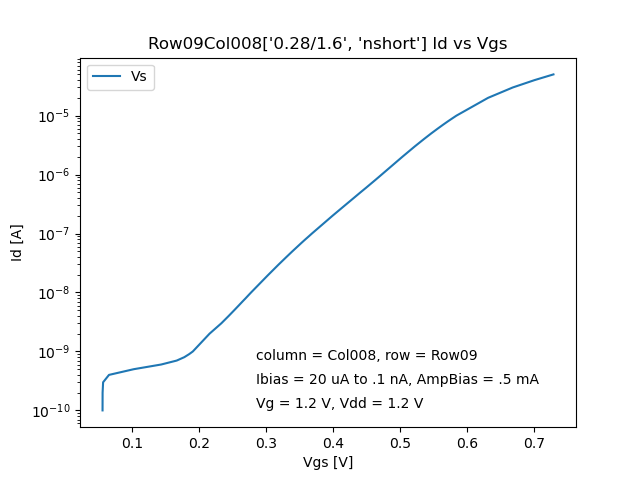 Row09Col008['0.28/1.6', 'nshort'] Id vs Vgs
Vs
10⁻⁵
10⁻⁶
10⁻⁷
10⁻⁸
10⁻⁹
10⁻¹⁰
Id [A]
column = Col008, row = Row09
Ibias = 20 uA to .1 nA, AmpBias = .5 mA
Vg = 1.2 V, Vdd = 1.2 V
0.1 0.2 0.3 0.4 0.5 0.6 0.7
Vgs [V]